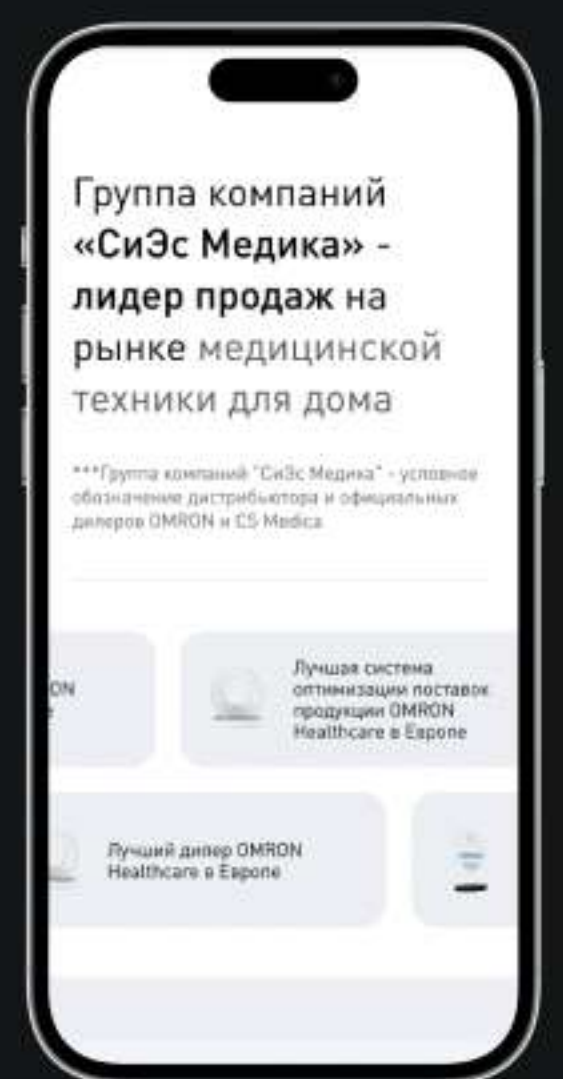 Группа компаний
«СиЭс Медика» -
лидер продаж на
рынке медицинской
техники для дома
***Группа компаний "СиЭс Медика" - условное
обозначение дистрибьютора и официальных
дилеров OMRON и CS Medica
ON
Лучшая система
оптимизации поставок
продукции OMRON
Healthcare в Европе
Лучший дилер OMRON
Healthcare в Европе